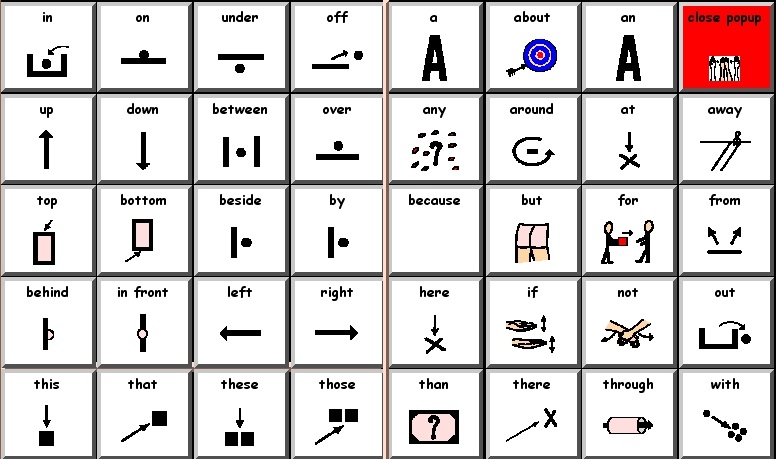 in on under off a about an close popup
up down between over any around at away
top bottom beside by because but for from
behind in front left right here if not out
this that these those than there through with